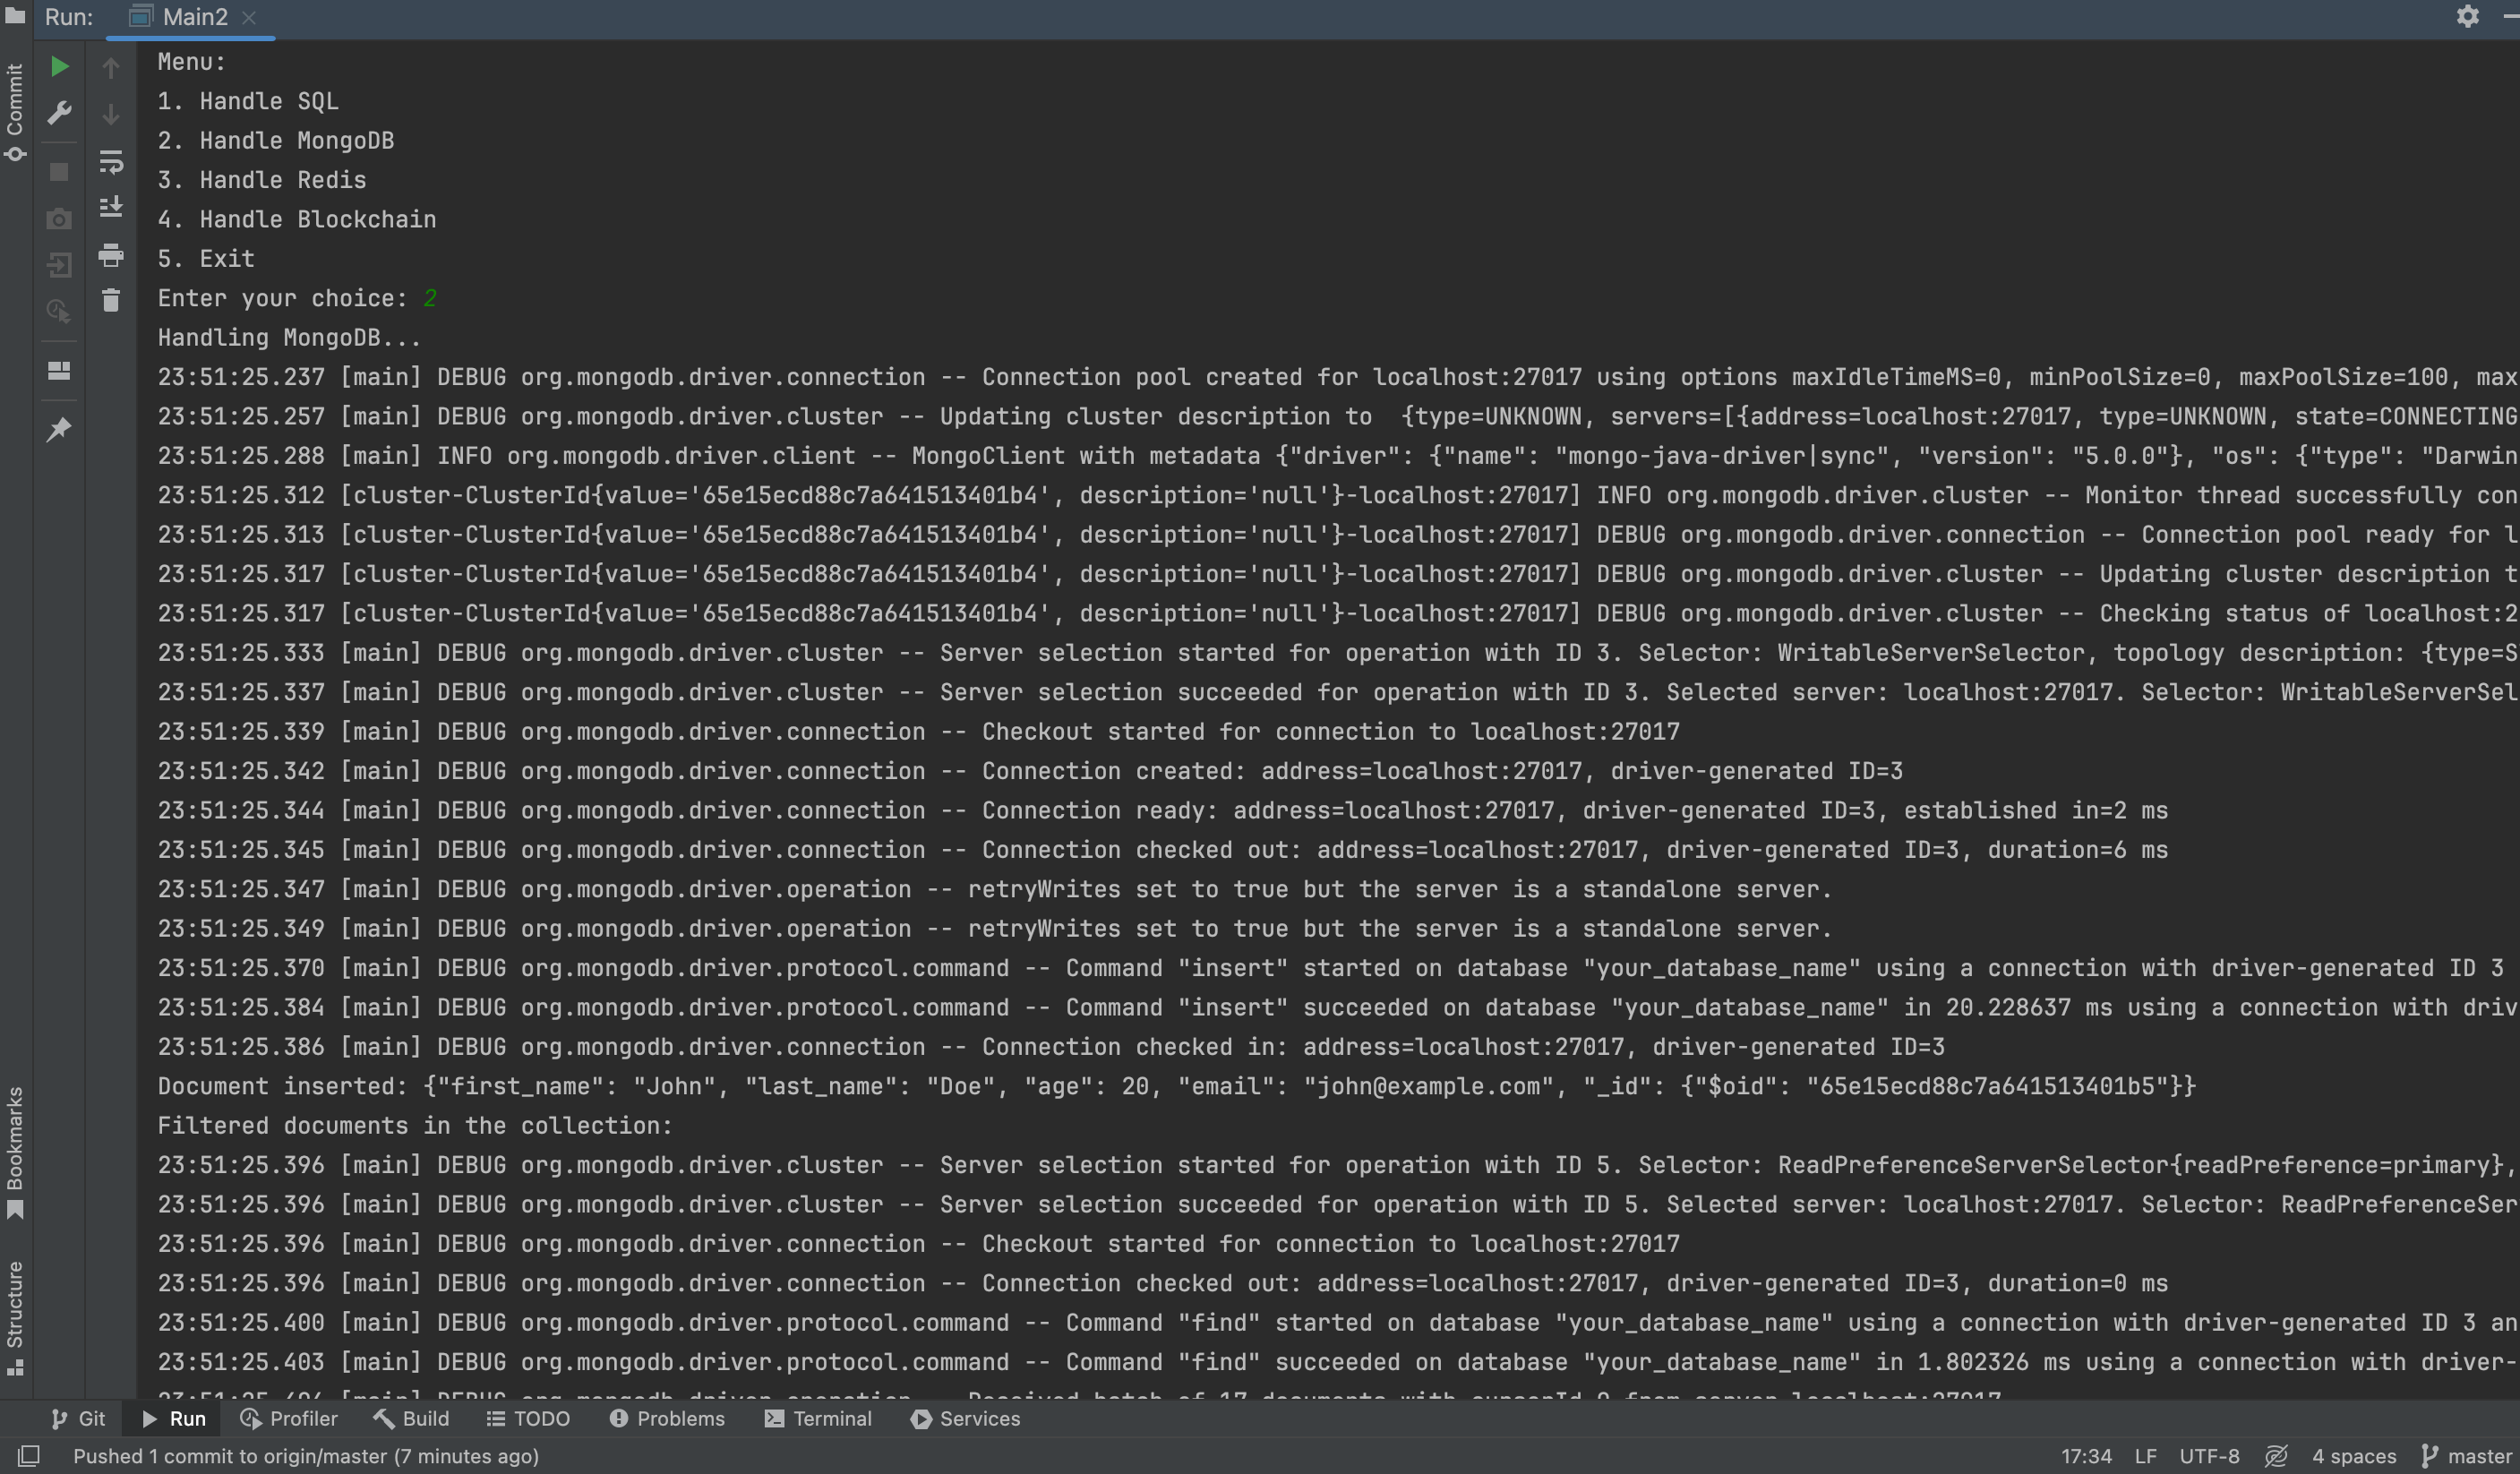 Run: Main2
Commit
Menu:
1. Handle SQL
2. Handle MongoDB
3. Handle Redis
4. Handle Blockchain
5. Exit
Enter your choice: 2
Handling MongoDB...
23:51:25.237 [main] DEBUG org.mongodb.driver.connection -- Connection pool created for localhost:27017 using options maxIdleTimeMS=0, minPoolSize=0, maxPoolSize=100, max
23:51:25.257 [main] DEBUG org.mongodb.driver.cluster -- Updating cluster description to  {type=UNKNOWN, servers=[{address=localhost:27017, type=UNKNOWN, state=CONNECTING
23:51:25.288 [main] INFO org.mongodb.driver.client -- MongoClient with metadata {"driver": {"name": "mongo-java-driver|sync", "version": "5.0.0"}, "os": {"type": "Darwin
23:51:25.312 [cluster-ClusterId{value='65e15ecd88c7a641513401b4', description='null'}-localhost:27017] INFO org.mongodb.driver.cluster -- Monitor thread successfully con
23:51:25.313 [cluster-ClusterId{value='65e15ecd88c7a641513401b4', description='null'}-localhost:27017] DEBUG org.mongodb.driver.connection -- Connection pool ready for l
23:51:25.317 [cluster-ClusterId{value='65e15ecd88c7a641513401b4', description='null'}-localhost:27017] DEBUG org.mongodb.driver.cluster -- Updating cluster description t
23:51:25.317 [cluster-ClusterId{value='65e15ecd88c7a641513401b4', description='null'}-localhost:27017] DEBUG org.mongodb.driver.cluster -- Checking status of localhost:2
23:51:25.333 [main] DEBUG org.mongodb.driver.cluster -- Server selection started for operation with ID 3. Selector: WritableServerSelector, topology description: {type=S
23:51:25.337 [main] DEBUG org.mongodb.driver.cluster -- Server selection succeeded for operation with ID 3. Selected server: localhost:27017. Selector: WritableServerSel
23:51:25.339 [main] DEBUG org.mongodb.driver.connection -- Checkout started for connection to localhost:27017
23:51:25.342 [main] DEBUG org.mongodb.driver.connection -- Connection created: address=localhost:27017, driver-generated ID=3
23:51:25.344 [main] DEBUG org.mongodb.driver.connection -- Connection ready: address=localhost:27017, driver-generated ID=3, established in=2 ms
23:51:25.345 [main] DEBUG org.mongodb.driver.connection -- Connection checked out: address=localhost:27017, driver-generated ID=3, duration=6 ms
23:51:25.347 [main] DEBUG org.mongodb.driver.operation -- retryWrites set to true but the server is a standalone server.
23:51:25.349 [main] DEBUG org.mongodb.driver.operation -- retryWrites set to true but the server is a standalone server.
23:51:25.370 [main] DEBUG org.mongodb.driver.protocol.command -- Command "insert" started on database "your_database_name" using a connection with driver-generated ID 3
23:51:25.384 [main] DEBUG org.mongodb.driver.protocol.command -- Command "insert" succeeded on database "your_database_name" in 20.228637 ms using a connection with driv
23:51:25.386 [main] DEBUG org.mongodb.driver.connection -- Connection checked in: address=localhost:27017, driver-generated ID=3
Document inserted: {"first_name": "John", "last_name": "Doe", "age": 20, "email": "john@example.com", "_id": {"$oid": "65e15ecd88c7a641513401b5"}}
Filtered documents in the collection:
23:51:25.396 [main] DEBUG org.mongodb.driver.cluster -- Server selection started for operation with ID 5. Selector: ReadPreferenceServerSelector{readPreference=primary},
23:51:25.396 [main] DEBUG org.mongodb.driver.cluster -- Server selection succeeded for operation with ID 5. Selected server: localhost:27017. Selector: ReadPreferenceSer
23:51:25.396 [main] DEBUG org.mongodb.driver.connection -- Checkout started for connection to localhost:27017
23:51:25.396 [main] DEBUG org.mongodb.driver.connection -- Connection checked out: address=localhost:27017, driver-generated ID=3, duration=0 ms
23:51:25.400 [main] DEBUG org.mongodb.driver.protocol.command -- Command "find" started on database "your_database_name" using a connection with driver-generated ID 3 an
23:51:25.403 [main] DEBUG org.mongodb.driver.protocol.command -- Command "find" succeeded on database "your_database_name" in 1.802326 ms using a connection with driver-
[main] DEBUG org.mongodb.driver.operation -- Received batch of 17 documents with cursorId 0 from server localhost:27017
Bookmarks
Structure
Git Run Profiler Build TODO Problems Terminal Services
Pushed 1 commit to origin/master (7 minutes ago) 17:34 LF UTF-8 4 spaces master